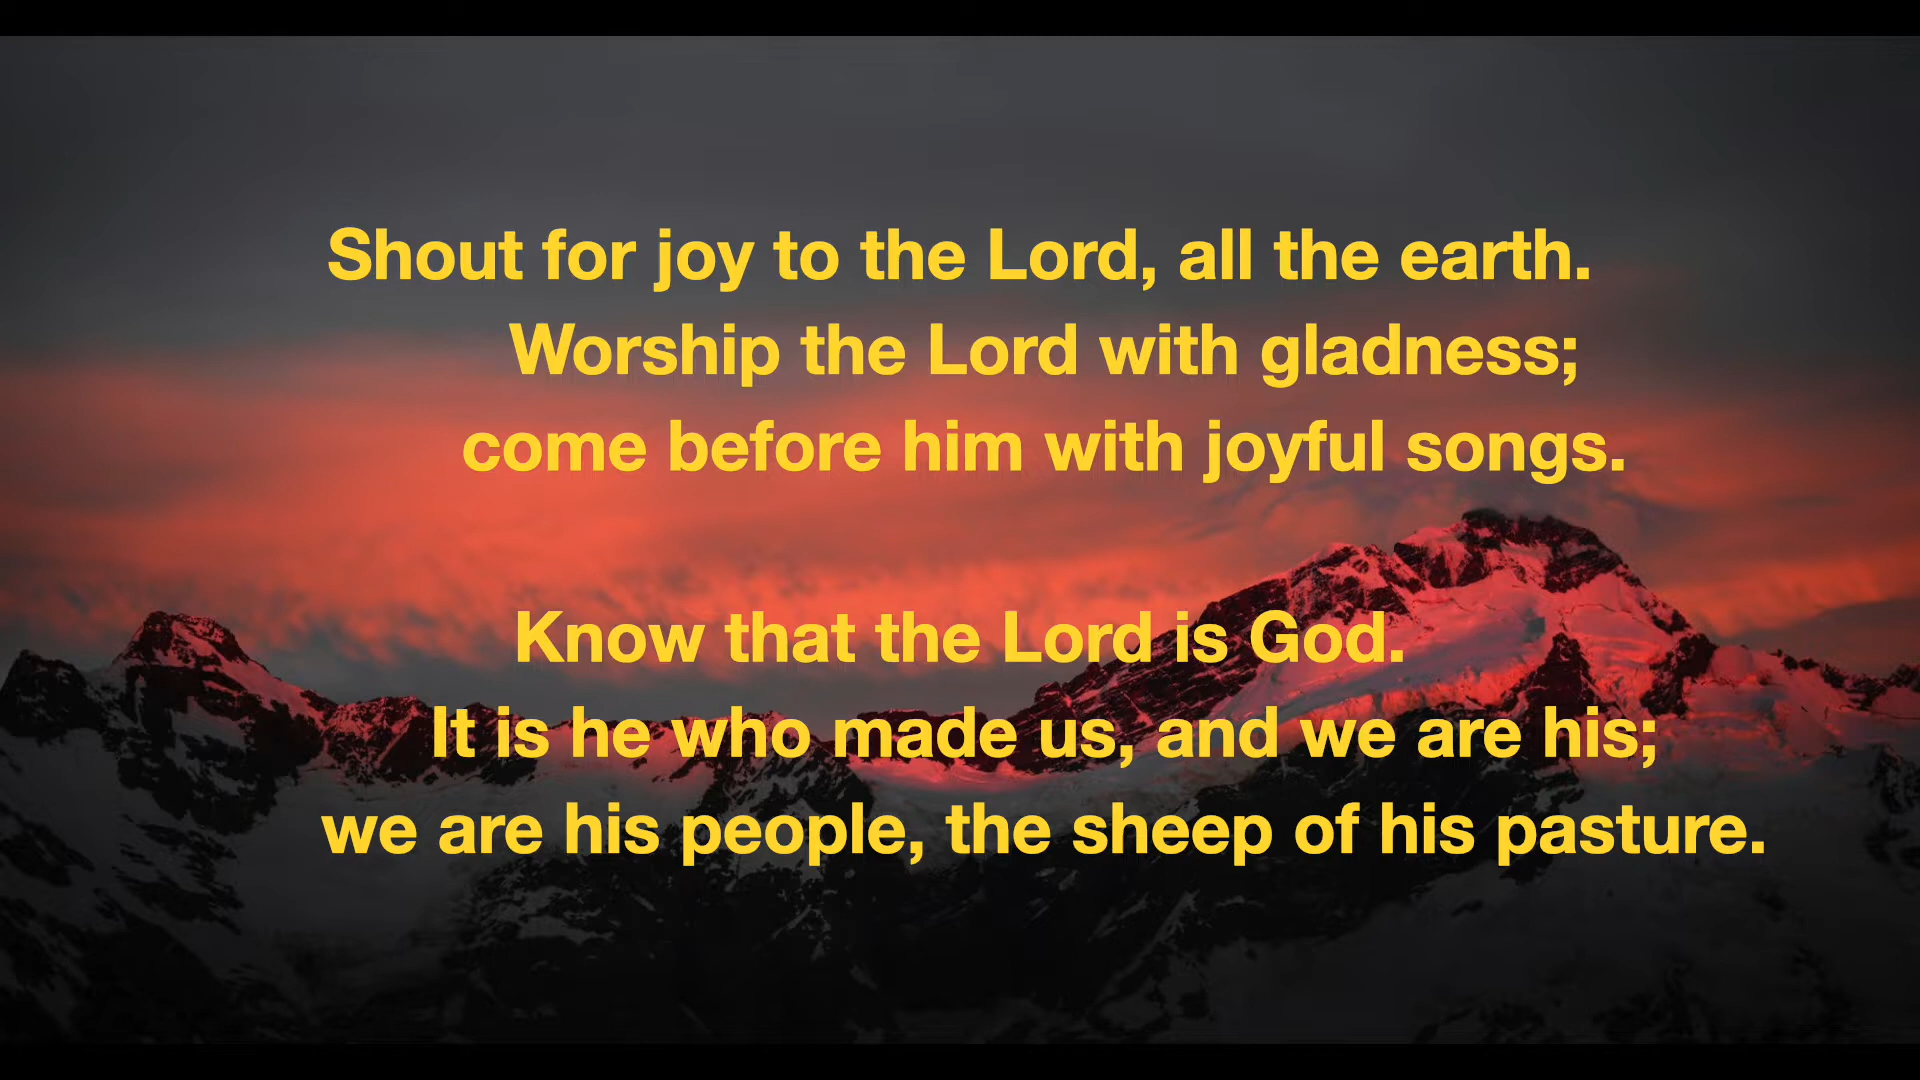 Shout for joy to the Lord, all the earth.
Worship the Lord with gladness;
come before him with joyful songs.
Know that the Lord is God.
It is he who made us, and we are his;
we are his people, the sheep of his pasture.